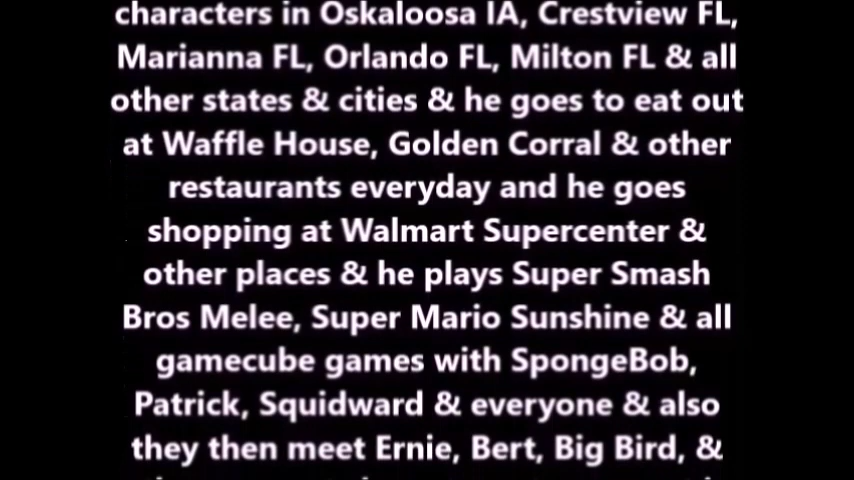 characters in Oskaloosa IA, Crestview FL,
Marianna FL, Orlando FL, Milton FL & all
other states & cities & he goes to eat out
at Waffle House, Golden Corral & other
restaurants everyday and he goes
shopping at Walmart Supercenter &
other places & he plays Super Smash
Bros Melee, Super Mario Sunshine & all
gamecube games with SpongeBob,
Patrick, Squidward & everyone & also
they then meet Ernie, Bert, Big Bird, &